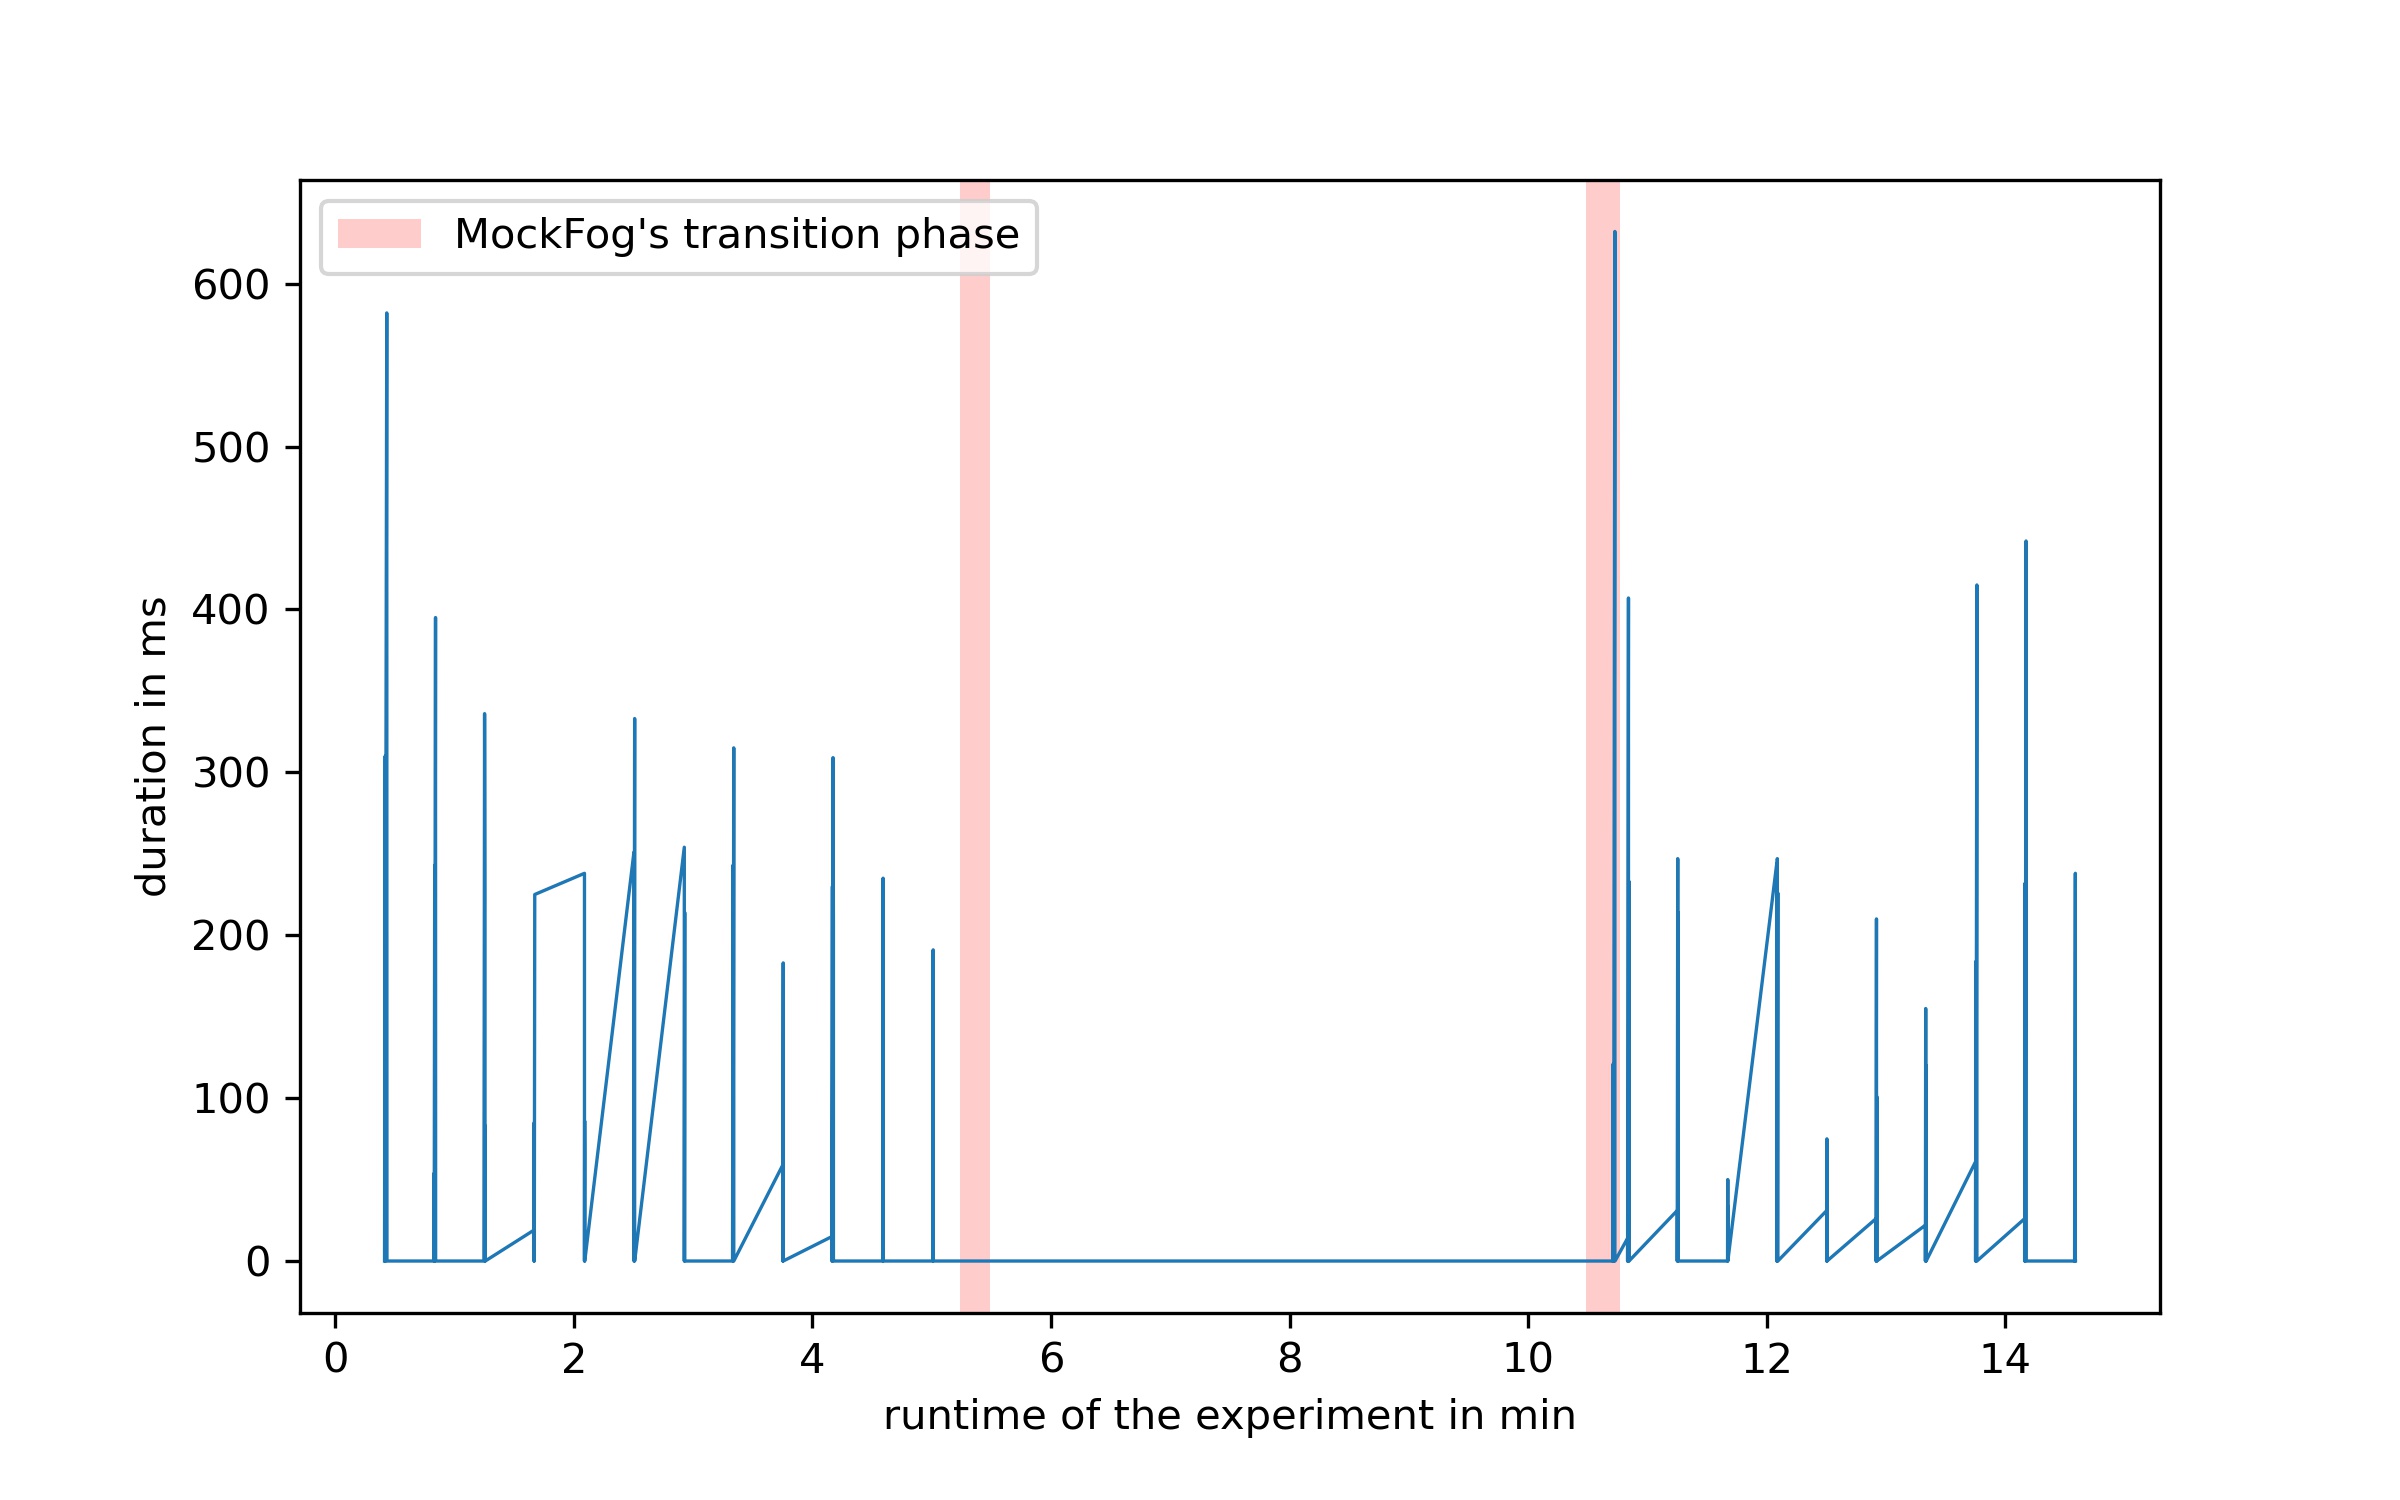 MockFog's transition phase
600
500
400
300
200
100
0
duration in ms
0 2 4 6 8 10 12 14
runtime of the experiment in min